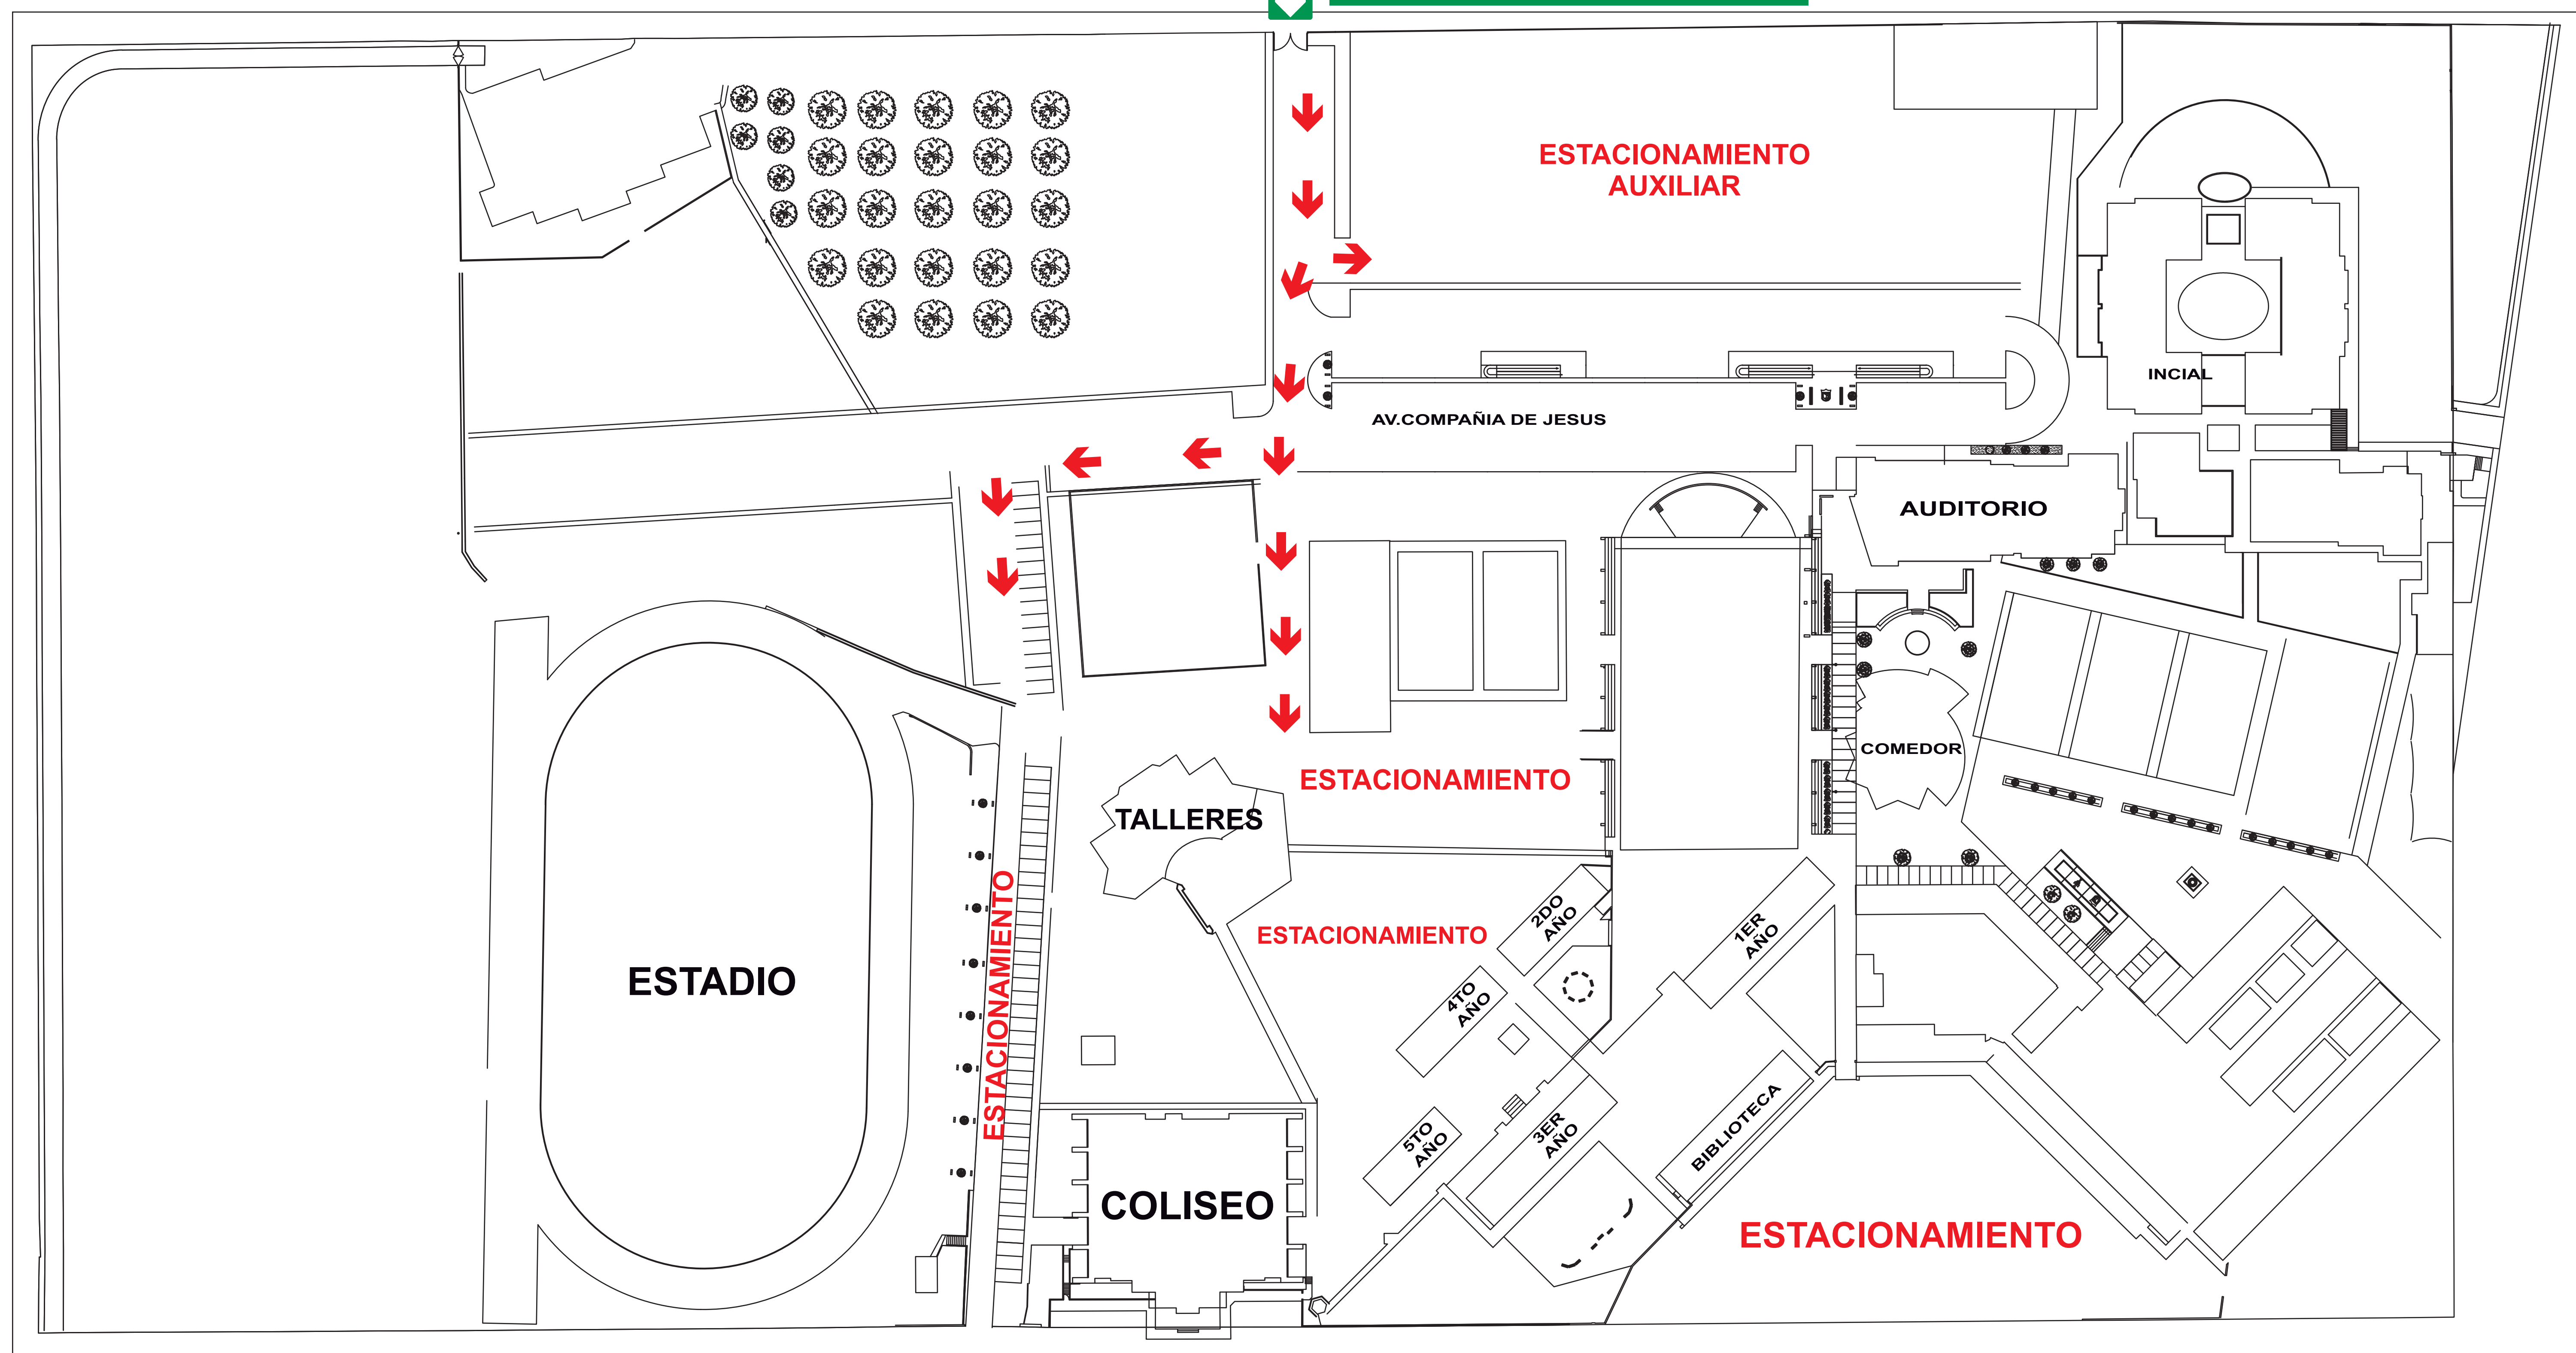 ESTACIONAMIENTO
AUXILIAR
INCIAL
AV.COMPAÑIA DE JESUS
AUDITORIO
COMEDOR
ESTACIONAMIENTO
TALLERES
ESTACIONAMIENTO
2DO
AÑO
1ER
AÑO
4TO
AÑO
ESTADIO
ESTACIONAMIENTO
5TO
AÑO
3ER
AÑO
BIBLIOTECA
COLISEO
ESTACIONAMIENTO